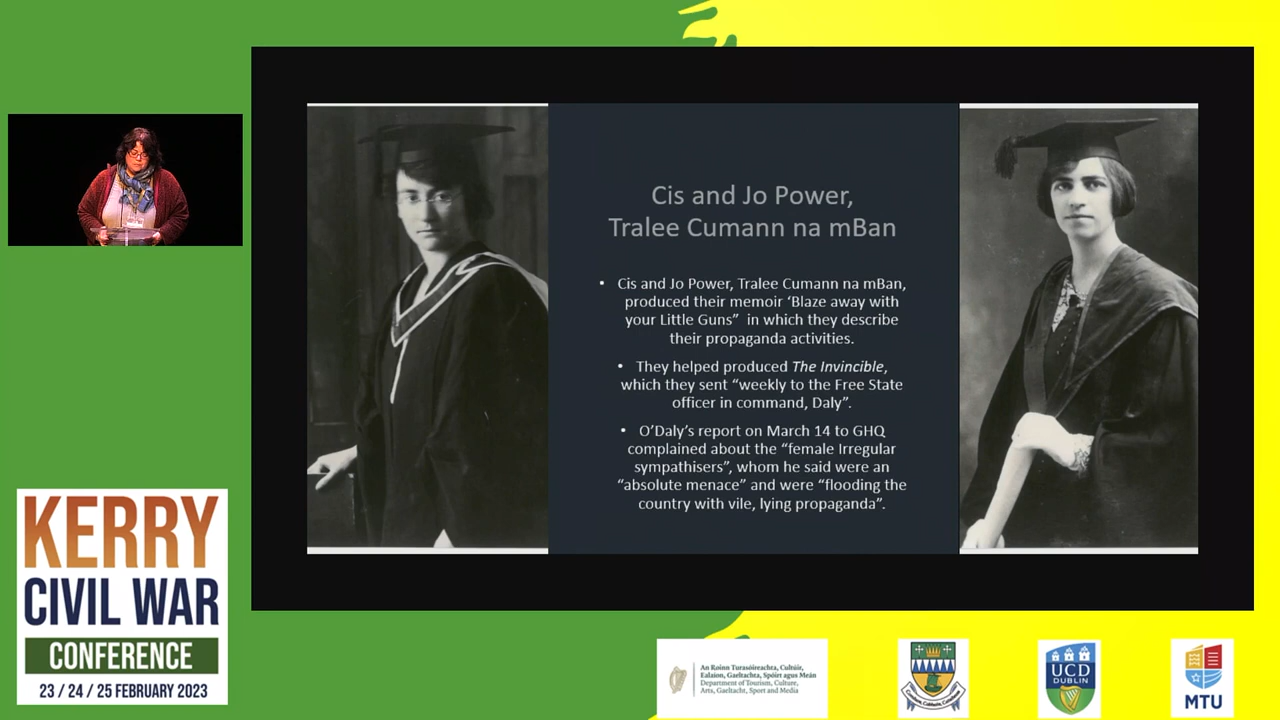 Cis and Jo Power,
Tralee Cumann na mBan
• Cis and Jo Power, Tralee Cumann na mBan,
produced their memoir ‘Blaze away with
your Little Guns” in which they describe
their propaganda activities.
• They helped produced The Invincible,
which they sent “weekly to the Free State
officer in command, Daly”.
• O’Daly’s report on March 14 to GHQ
complained about the “female Irregular
sympathisers”, whom he said were an
“absolute menace” and were “flooding the
country with vile, lying propaganda”.
KERRY
CIVIL WAR
CONFERENCE
23 / 24 / 25 FEBRUARY 2023
An Roinn Turasóireachta, Cultúir,
Ealaíon, Gaeltachta, Spóirt agus Meán
Department of Tourism, Culture,
Arts, Gaeltacht, Sport and Media
UCD
DUBLIN
MTU